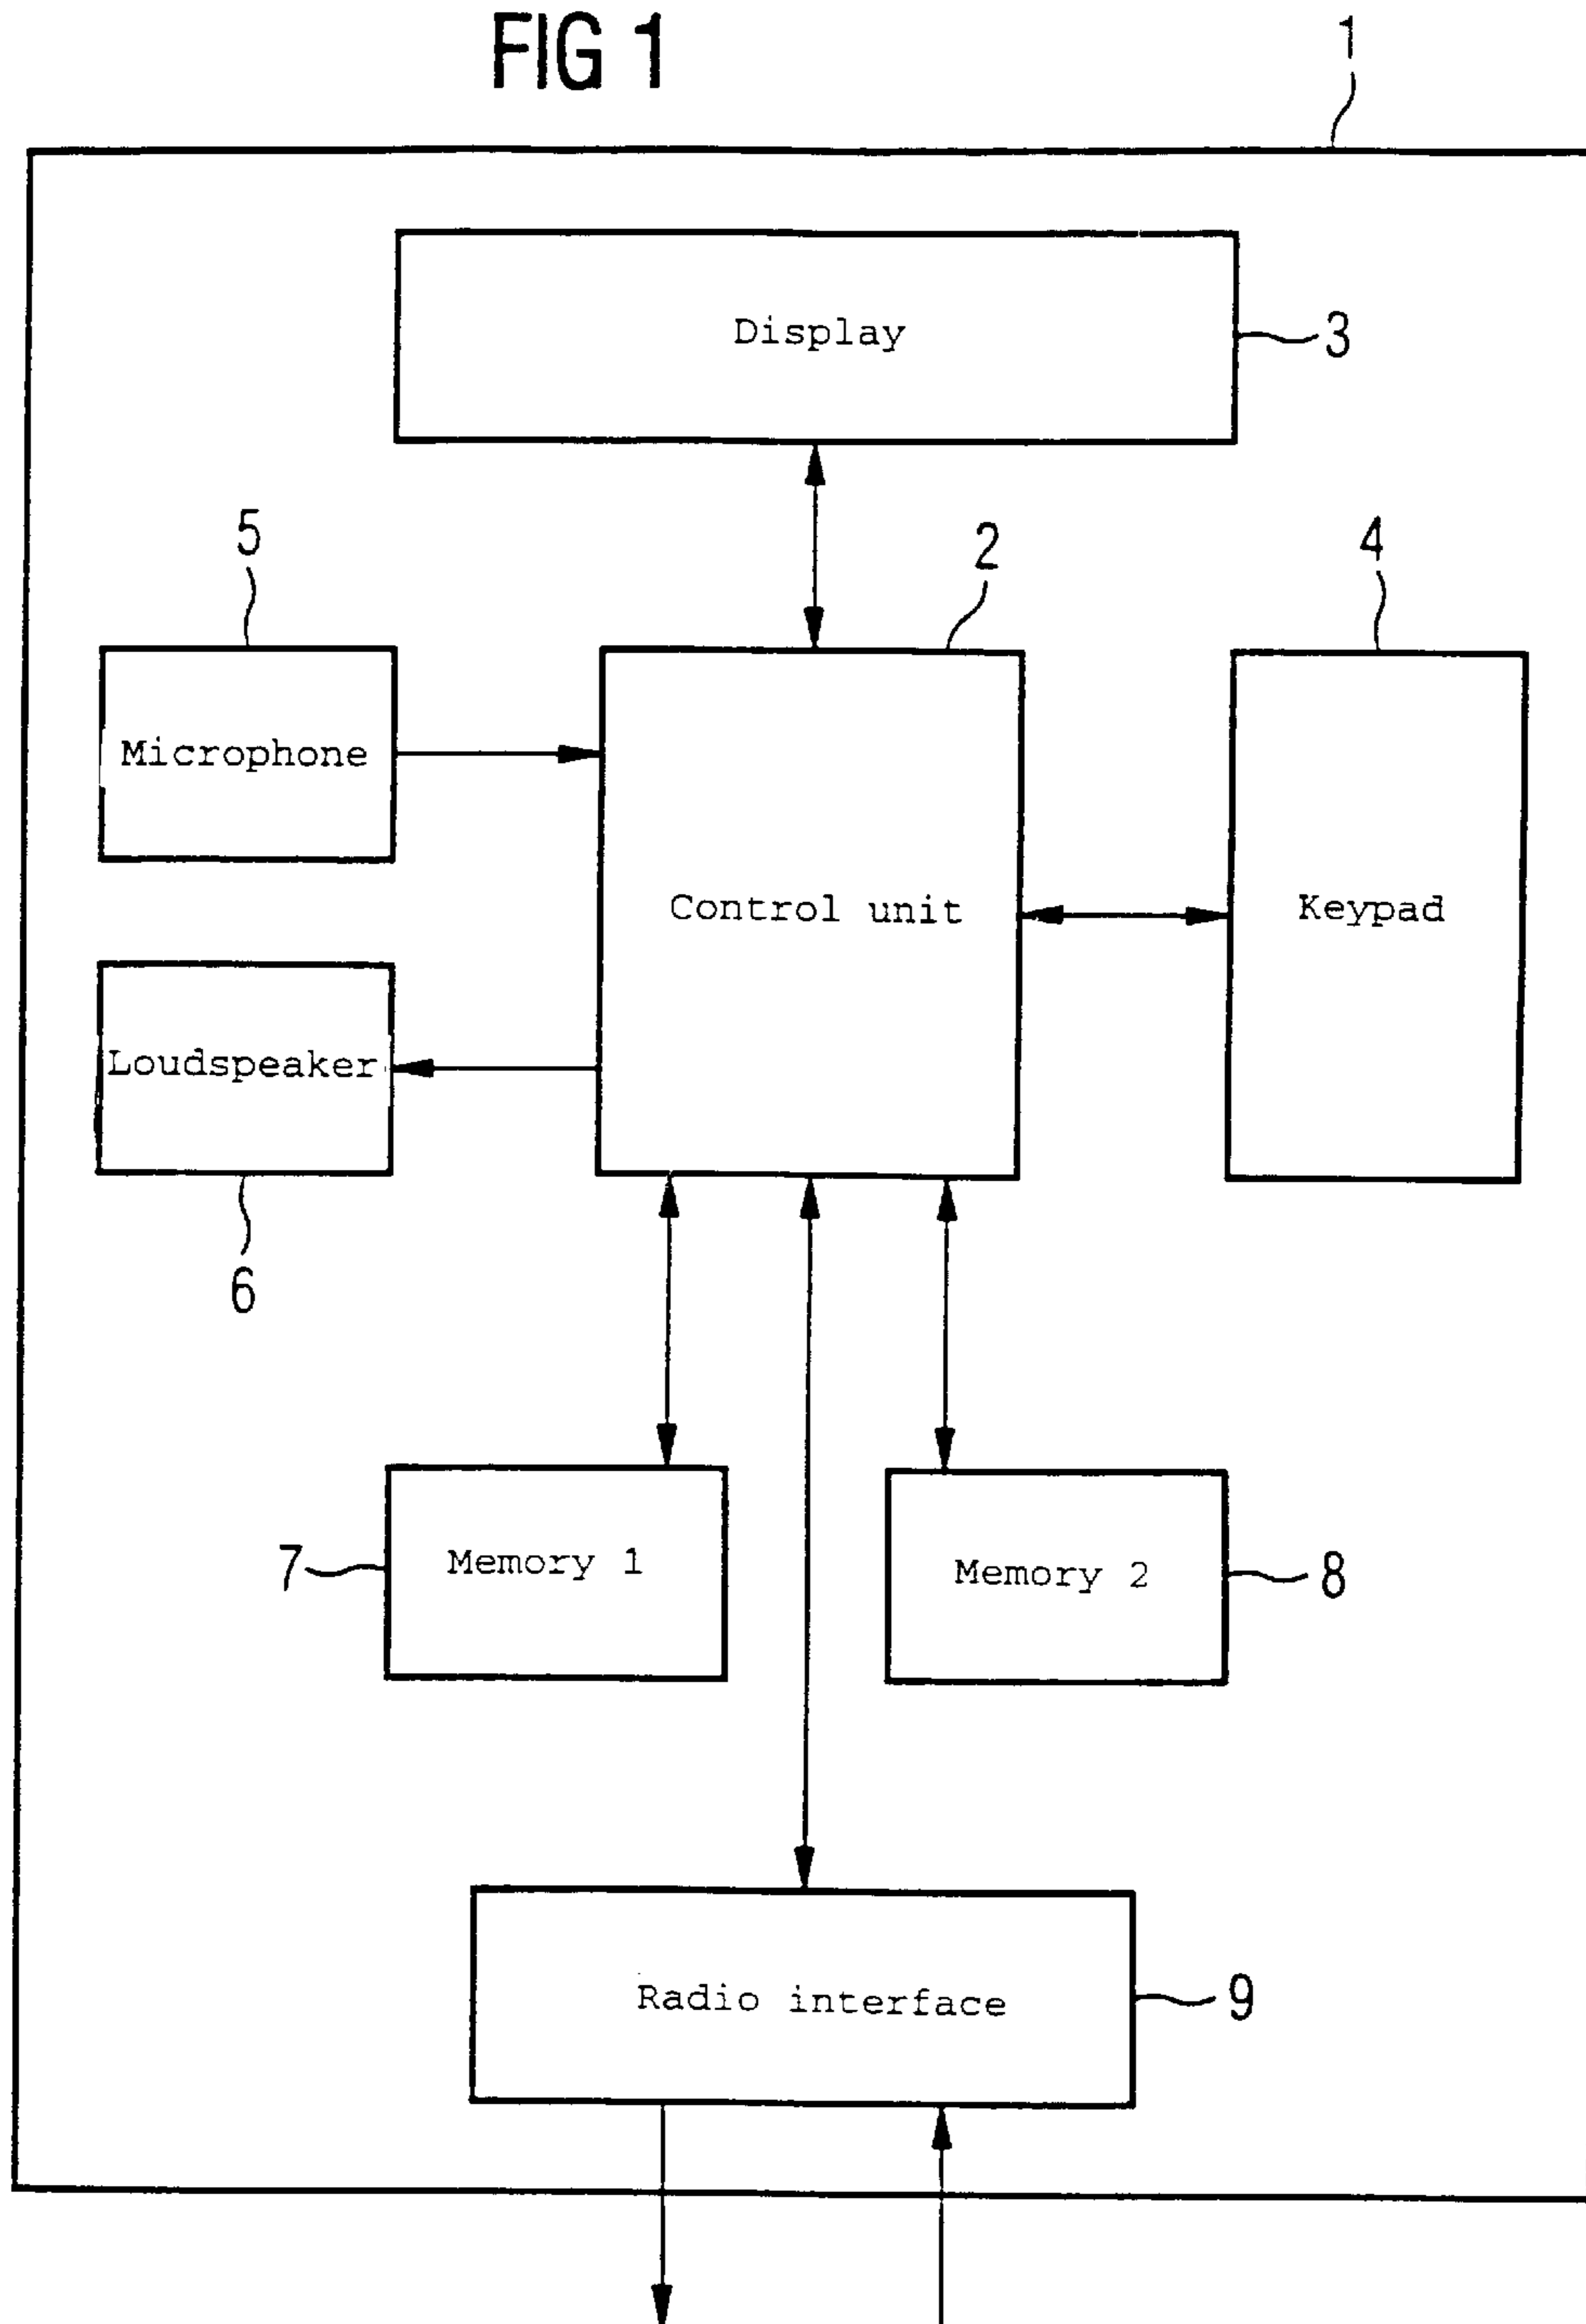 FIG 1
1
Display
3
5
2
4
Microphone
Control unit
Keypad
Loudspeaker
6
7
Memory 1
Memory 2
8
Radio interface
9